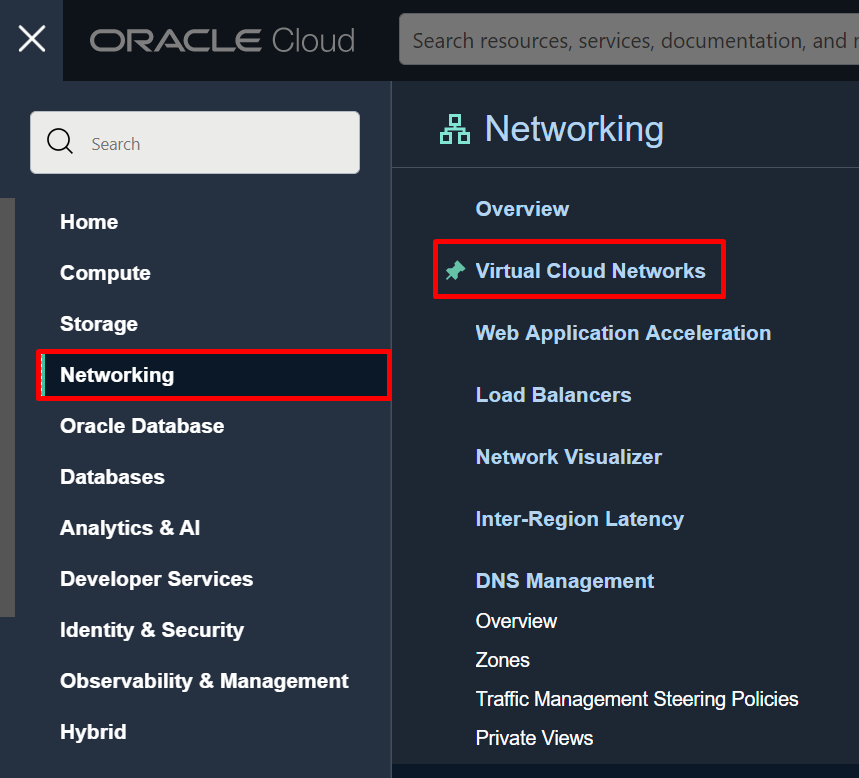 ORACLE Cloud
Search resources, services, documentation, and
Search
Home
Compute
Storage
Networking
Oracle Database
Databases
Analytics & AI
Developer Services
Identity & Security
Observability & Management
Hybrid
Networking
Overview
Virtual Cloud Networks
Web Application Acceleration
Load Balancers
Network Visualizer
Inter-Region Latency
DNS Management
Overview
Zones
Traffic Management Steering Policies
Private Views